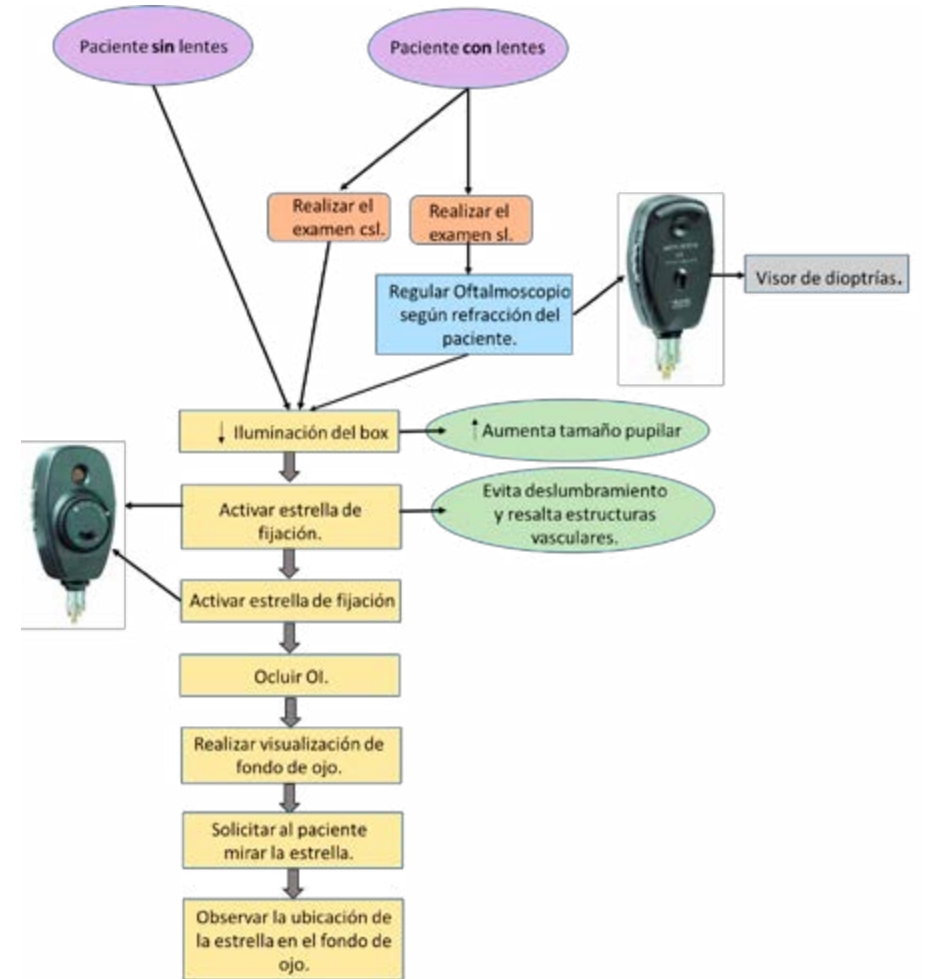 Paciente sin lentes
Paciente con lentes
Realizar el
examen csl.
Realizar el
examen sl.
Regular Oftalmoscopio
según refracción del
paciente.
Visor de dioptrías.
↓ Iluminación del box
↑Aumenta tamaño pupilar
Activar estrella de
fijación.
Evita deslumbramiento
y resalta estructuras
vasculares.
Activar estrella de fijación
Ocluir OI.
Realizar visualización de
fondo de ojo.
Solicitar al paciente
mirar la estrella.
Observar la ubicación de
la estrella en el fondo de
ojo.